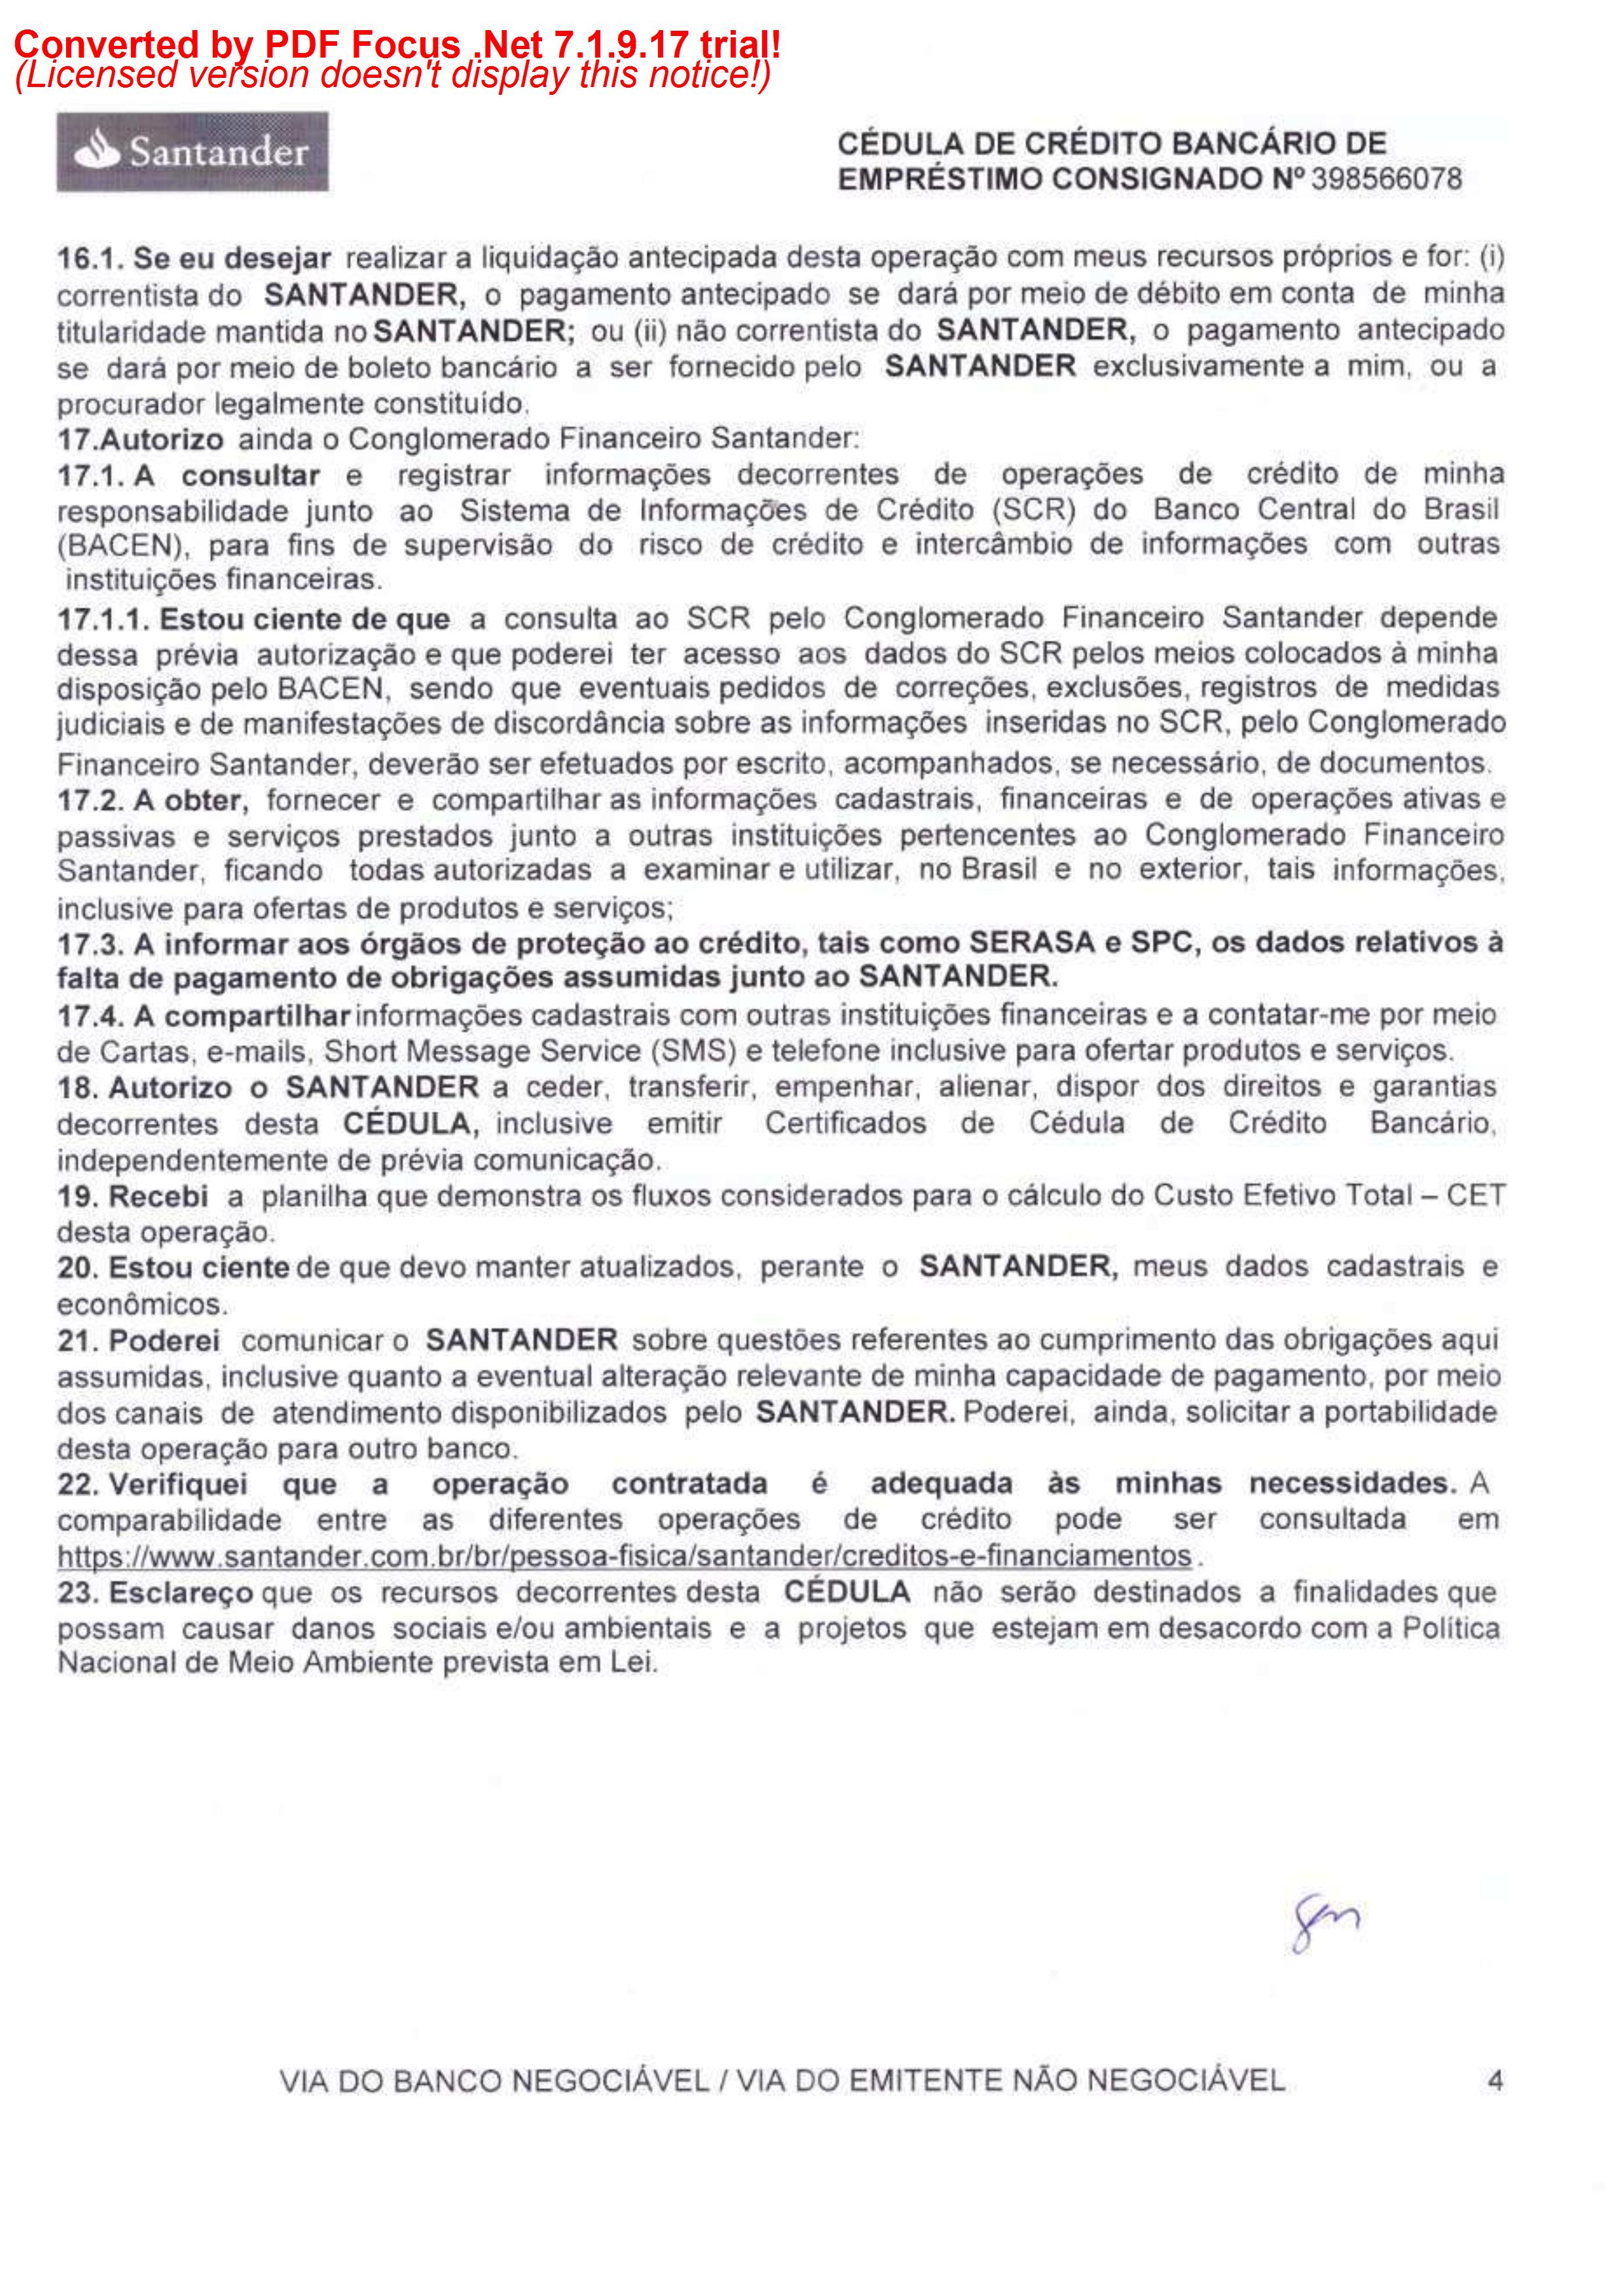 Converted by PDF Focus .Net 7.1.9.17 trial!
(Licensed version doesn't display this notice!)
Santander
CÉDULA DE CRÉDITO BANCÁRIO DE
EMPRÉSTIMO CONSIGNADO Nº 398566078
16.1. Se eu desejar realizar a liquidação antecipada desta operação com meus recursos próprios e for: (i)
correntista do SANTANDER, o pagamento antecipado se dará por meio de débito em conta de minha
titularidade mantida no SANTANDER; ou (ii) não correntista do SANTANDER, o pagamento antecipado
se dará por meio de boleto bancário a ser fornecido pelo SANTANDER exclusivamente a mim, ou a
procurador legalmente constituído.
17.Autorizo ainda o Conglomerado Financeiro Santander:
17.1. A consultar e registrar informações decorrentes de operações de crédito de minha
responsabilidade junto ao Sistema de Informações de Crédito (SCR) do Banco Central do Brasil
(BACEN), para fins de supervisão do risco de crédito e intercâmbio de informações com outras
instituições financeiras.
17.1.1. Estou ciente de que a consulta ao SCR pelo Conglomerado Financeiro Santander depende
dessa prévia autorização e que poderei ter acesso aos dados do SCR pelos meios colocados à minha
disposição pelo BACEN, sendo que eventuais pedidos de correções, exclusões, registros de medidas
judiciais e de manifestações de discordância sobre as informações inseridas no SCR, pelo Conglomerado
Financeiro Santander, deverão ser efetuados por escrito, acompanhados, se necessário, de documentos.
17.2. A obter, fornecer e compartilhar as informações cadastrais, financeiras e de operações ativas e
passivas e serviços prestados junto a outras instituições pertencentes ao Conglomerado Financeiro
Santander, ficando todas autorizadas a examinar e utilizar, no Brasil e no exterior, tais informações,
inclusive para ofertas de produtos e serviços;
17.3. A informar aos órgãos de proteção ao crédito, tais como SERASA e SPC, os dados relativos à
falta de pagamento de obrigações assumidas junto ao SANTANDER.
17.4. A compartilhar informações cadastrais com outras instituições financeiras e a contatar-me por meio
de Cartas, e-mails, Short Message Service (SMS) e telefone inclusive para ofertar produtos e serviços.
18. Autorizo o SANTANDER a ceder, transferir, empenhar, alienar, dispor dos direitos e garantias
decorrentes desta CÉDULA, inclusive emitir Certificados de Cédula de Crédito Bancário,
independentemente de prévia comunicação.
19. Recebi a planilha que demonstra os fluxos considerados para o cálculo do Custo Efetivo Total – CET
desta operação.
20. Estou ciente de que devo manter atualizados, perante o SANTANDER, meus dados cadastrais e
econômicos.
21. Poderei comunicar o SANTANDER sobre questões referentes ao cumprimento das obrigações aqui
assumidas, inclusive quanto a eventual alteração relevante de minha capacidade de pagamento, por meio
dos canais de atendimento disponibilizados pelo SANTANDER. Poderei, ainda, solicitar a portabilidade
desta operação para outro banco.
22. Verifiquei que a operação contratada é adequada às minhas necessidades. A
comparabilidade entre as diferentes operações de crédito pode ser consultada em
https://www.santander.com.br/br/pessoa-fisica/santander/creditos-e-financiamentos.
23. Esclareço que os recursos decorrentes desta CÉDULA não serão destinados a finalidades que
possam causar danos sociais e/ou ambientais e a projetos que estejam em desacordo com a Política
Nacional de Meio Ambiente prevista em Lei.
VIA DO BANCO NEGOCIÁVEL / VIA DO EMITENTE NÃO NEGOCIÁVEL 4